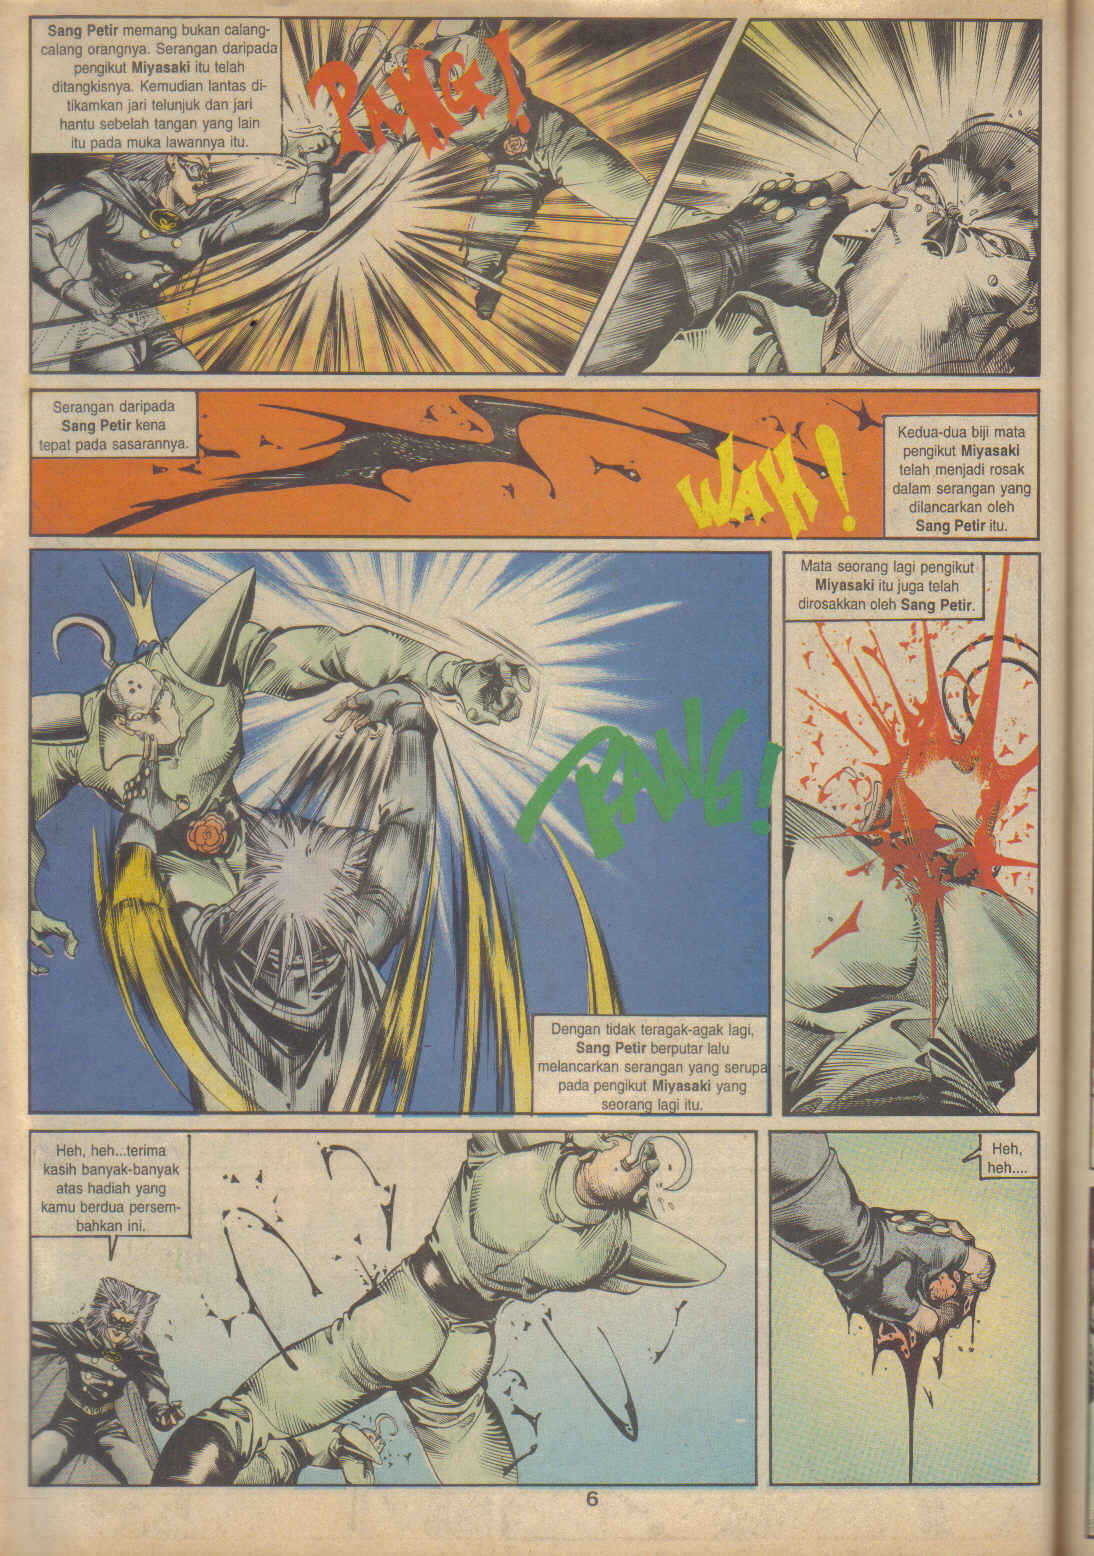 Sang Petir memang bukan calang-
calang orangnya. Serangan daripada
pengikut Miyasaki itu telah
ditangkisnya. Kemudian lantas di-
tikamkan jari telunjuk dan jari
hantu sebelah tangan yang lain
itu pada muka lawannya itu.
PANG!
Serangan daripada
Sang Petir kena
tepat pada sasarannya.
WAH!
Kedua-dua biji mata
pengikut Miyasaki
telah menjadi rosak
dalam serangan yang
dilancarkan oleh
Sang Petir itu.
PANG!
Dengan tidak teragak-agak lagi,
Sang Petir berputar lalu
melancarkan serangan yang serupa
pada pengikut Miyasaki yang
seorang lagi itu.
Mata seorang lagi pengikut
Miyasaki itu juga telah
dirosakkan oleh Sang Petir.
Heh, heh...terima
kasih banyak-banyak
atas hadiah yang
kamu berdua persem-
bahkan ini.
Heh,
heh....
6